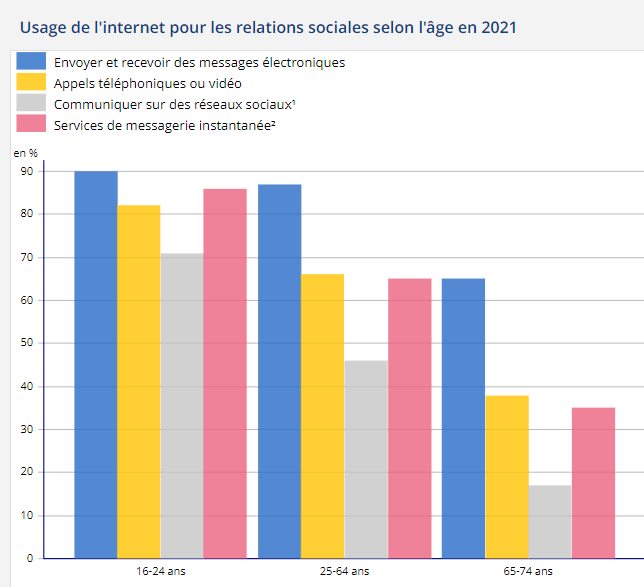 Usage de l'internet pour les relations sociales selon l'âge en 2021
Envoyer et recevoir des messages électroniques
Appels téléphoniques ou vidéo
Communiquer sur des réseaux sociaux¹
Services de messagerie instantanée²
en %
90
80
70
60
50
40
30
20
10
0
16-24 ans 25-64 ans 65-74 ans